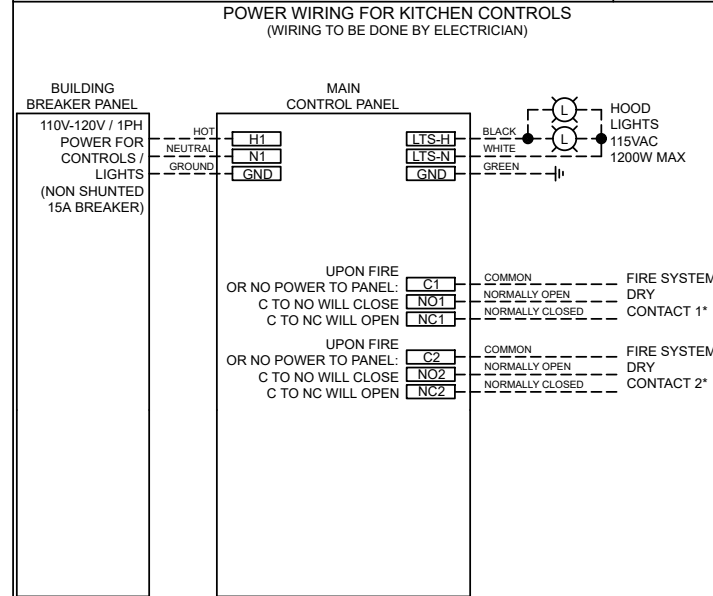 POWER WIRING FOR KITCHEN CONTROLS
(WIRING TO BE DONE BY ELECTRICIAN)
BUILDING
BREAKER PANEL
110V-120V / 1PH
POWER FOR
CONTROLS /
LIGHTS
(NON SHUNTED
15A BREAKER)
HOT
NEUTRAL
GROUND
MAIN
CONTROL PANEL
H1
N1
GND
LTS-H
LTS-N
GND
BLACK
WHITE
GREEN
L
L
HOOD
LIGHTS
115VAC
1200W MAX
UPON FIRE
OR NO POWER TO PANEL:
C TO NO WILL CLOSE
C TO NC WILL OPEN
C1
NO1
NC1
COMMON
NORMALLY OPEN
NORMALLY CLOSED
FIRE SYSTEM
DRY
CONTACT 1*
UPON FIRE
OR NO POWER TO PANEL:
C TO NO WILL CLOSE
C TO NC WILL OPEN
C2
NO2
NC2
COMMON
NORMALLY OPEN
NORMALLY CLOSED
FIRE SYSTEM
DRY
CONTACT 2*